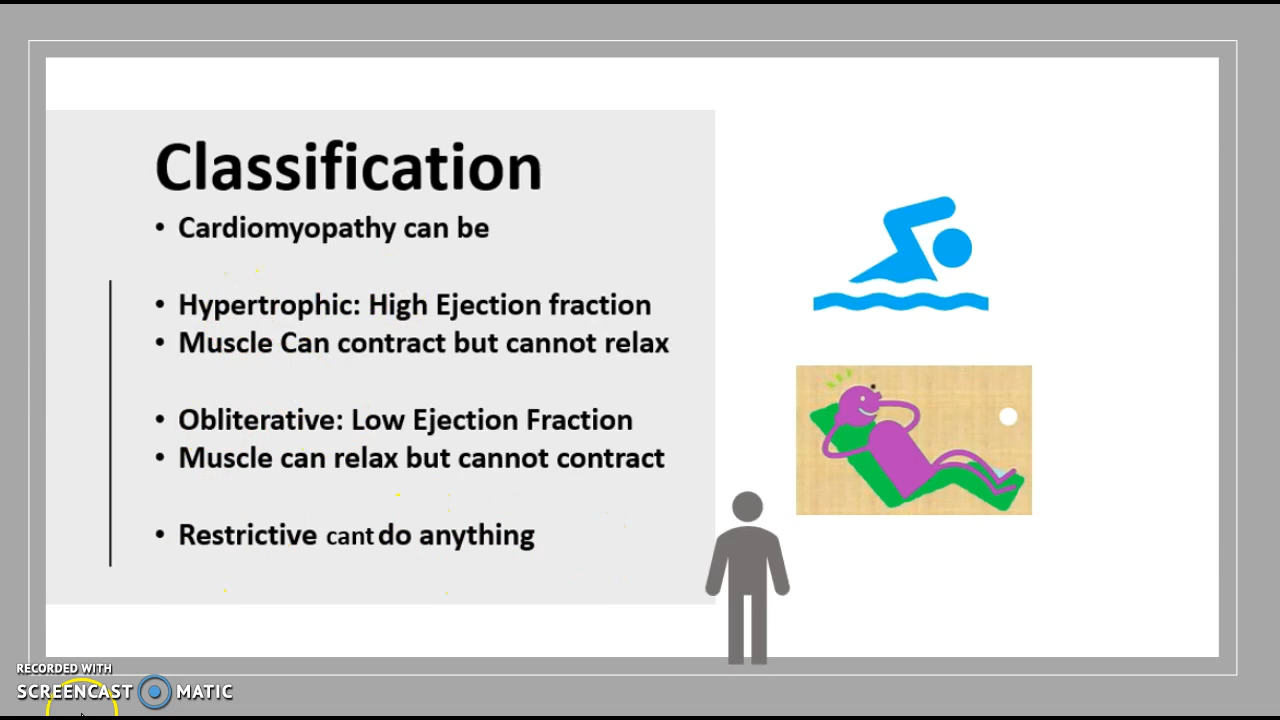 Classification
• Cardiomyopathy can be
• Hypertrophic: High Ejection fraction
• Muscle Can contract but cannot relax
• Obliterative: Low Ejection Fraction
• Muscle can relax but cannot contract
• Restrictive cant do anything
RECORDED WITH
SCREENCAST MATIC